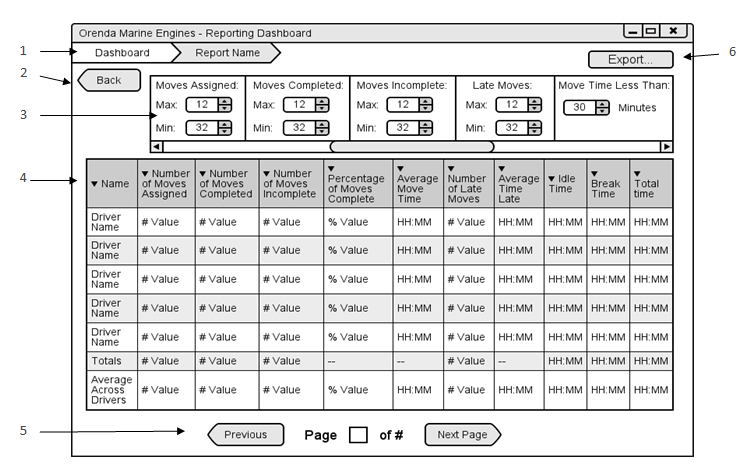 Orenda Marine Engines - Reporting Dashboard
1
Dashboard
Report Name
6
Export...
2
Back
3
Moves Assigned:
Max: 12
Min: 32
Moves Completed:
Max: 12
Min: 32
Moves Incomplete:
Max: 12
Min: 32
Late Moves:
Max: 12
Min: 32
Move Time Less Than:
30 Minutes
4
▼ Name
▼ Number
of Moves
Assigned
▼ Number
of Moves
Completed
▼ Number
of Moves
Incomplete
▼
Percentage
of Moves
Complete
▼
Average
Move
Time
▼
Number
of Late
Moves
▼
Average
Time
Late
▼ Idle
Time
▼
Break
Time
▼
Total
time
Driver
Name
# Value # Value # Value % Value HH:MM # Value HH:MM HH:MM HH:MM HH:MM
Driver
Name
# Value # Value # Value % Value HH:MM # Value HH:MM HH:MM HH:MM HH:MM
Driver
Name
# Value # Value # Value % Value HH:MM # Value HH:MM HH:MM HH:MM HH:MM
Driver
Name
# Value # Value # Value % Value HH:MM # Value HH:MM HH:MM HH:MM HH:MM
Driver
Name
# Value # Value # Value % Value HH:MM # Value HH:MM HH:MM HH:MM HH:MM
Totals # Value # Value # Value -- -- # Value -- HH:MM HH:MM HH:MM
Average
Across
Drivers
# Value # Value # Value % Value HH:MM # Value HH:MM HH:MM HH:MM HH:MM
5
Previous
Page of #
Next Page